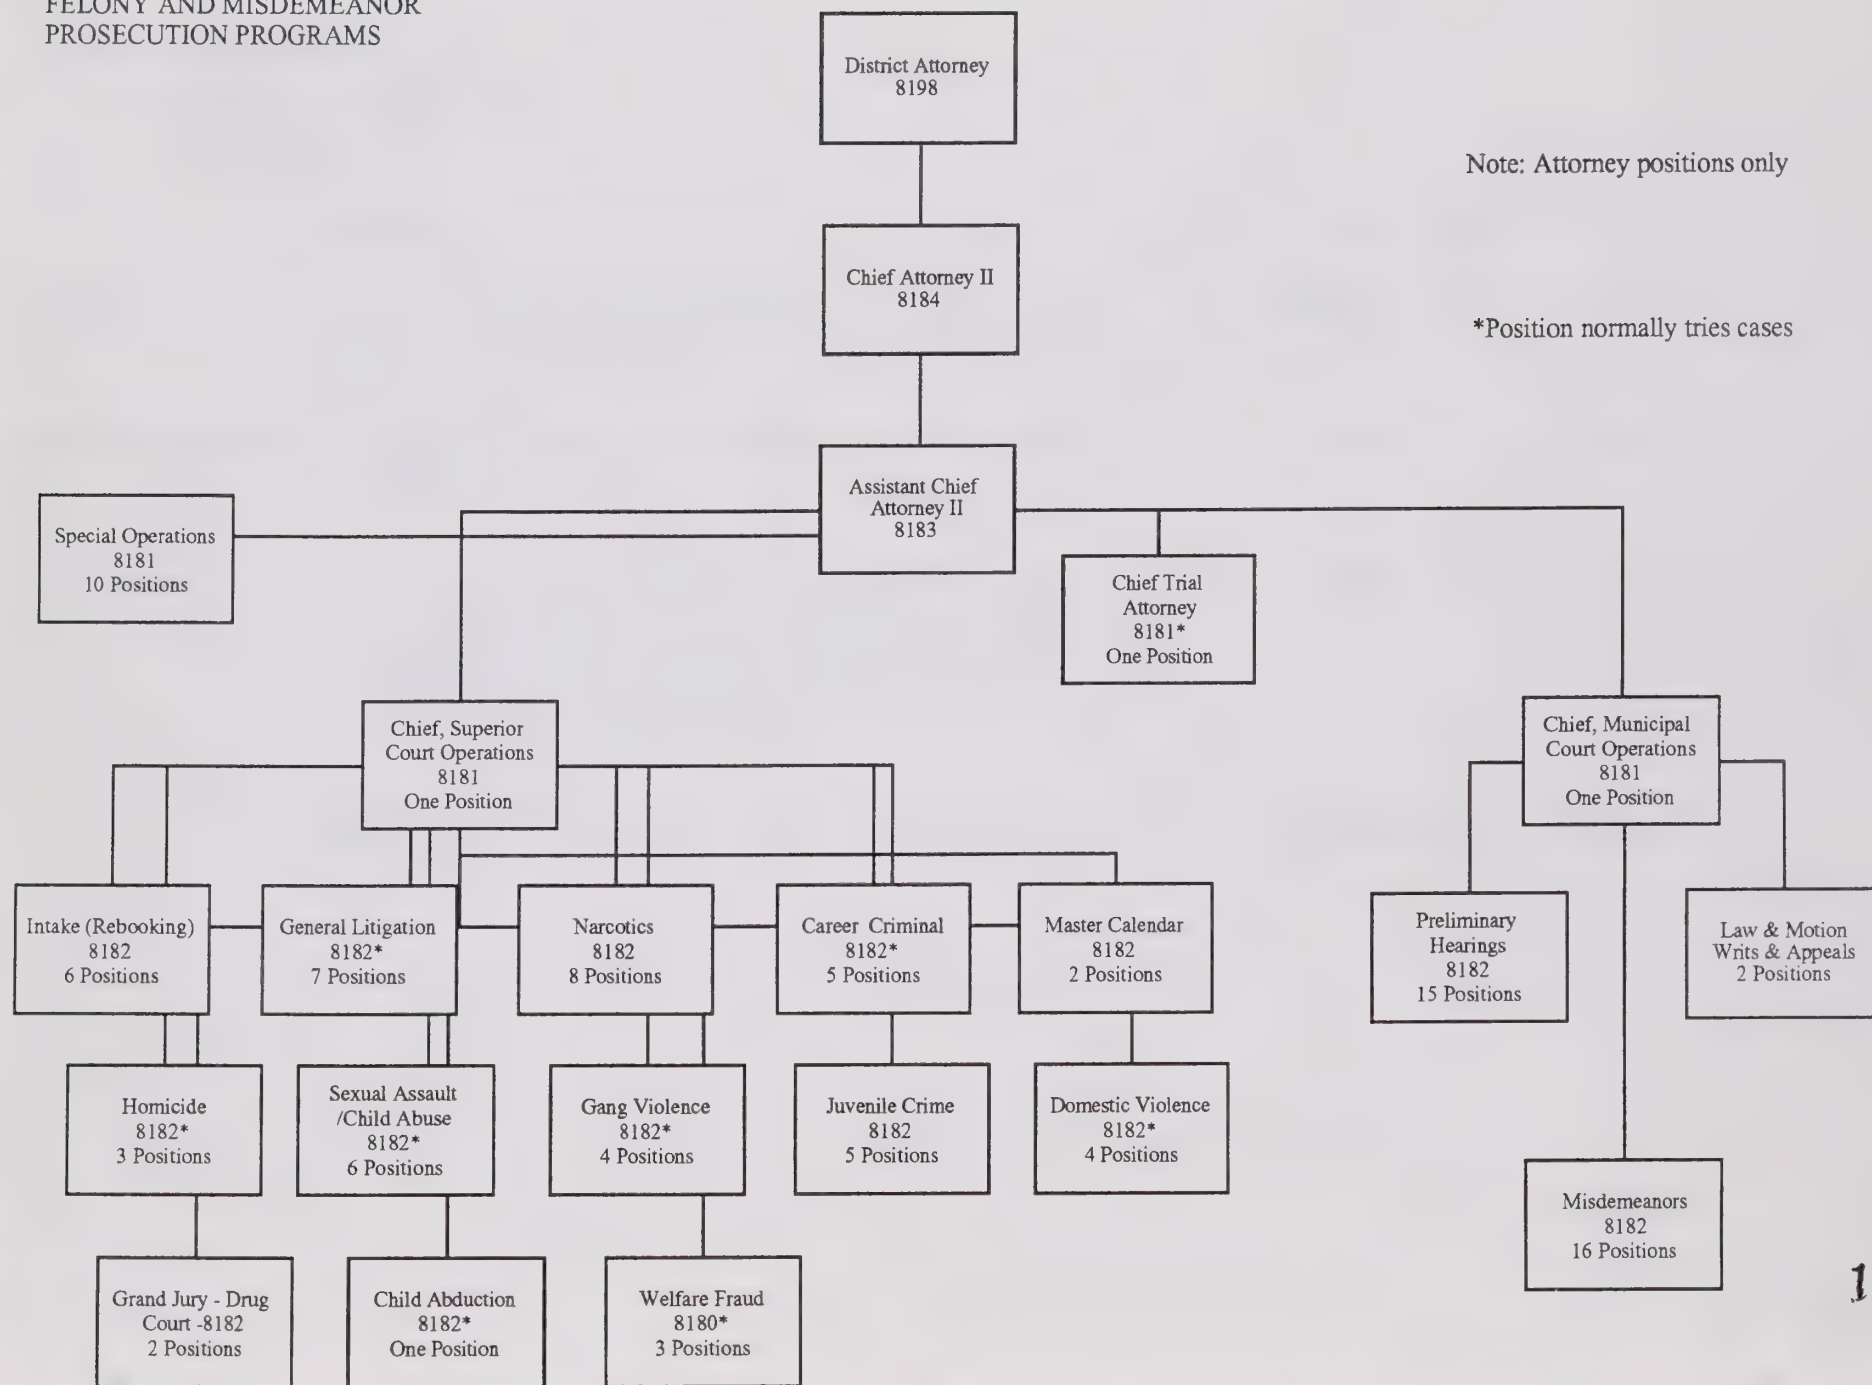 FELONY AND MISDEMEANOR
PROSECUTION PROGRAMS
District Attorney
8198
Note: Attorney positions only
Chief Attorney II
8184
*Position normally tries cases
Assistant Chief
Attorney II
8183
Special Operations
8181
10 Positions
Chief Trial
Attorney
8181*
One Position
Chief, Superior
Court Operations
8181
One Position
Chief, Municipal
Court Operations
8181
One Position
Intake (Rebooking)
8182
6 Positions
General Litigation
8182*
7 Positions
Narcotics
8182
8 Positions
Career Criminal
8182*
5 Positions
Master Calendar
8182
2 Positions
Preliminary
Hearings
8182
15 Positions
Law & Motion
Writs & Appeals
2 Positions
Homicide
8182*
3 Positions
Sexual Assault
/Child Abuse
8182*
6 Positions
Gang Violence
8182*
4 Positions
Juvenile Crime
8182
5 Positions
Domestic Violence
8182*
4 Positions
Misdemeanors
8182
16 Positions
Grand Jury - Drug
Court -8182
2 Positions
Child Abduction
8182*
One Position
Welfare Fraud
8180*
3 Positions
1